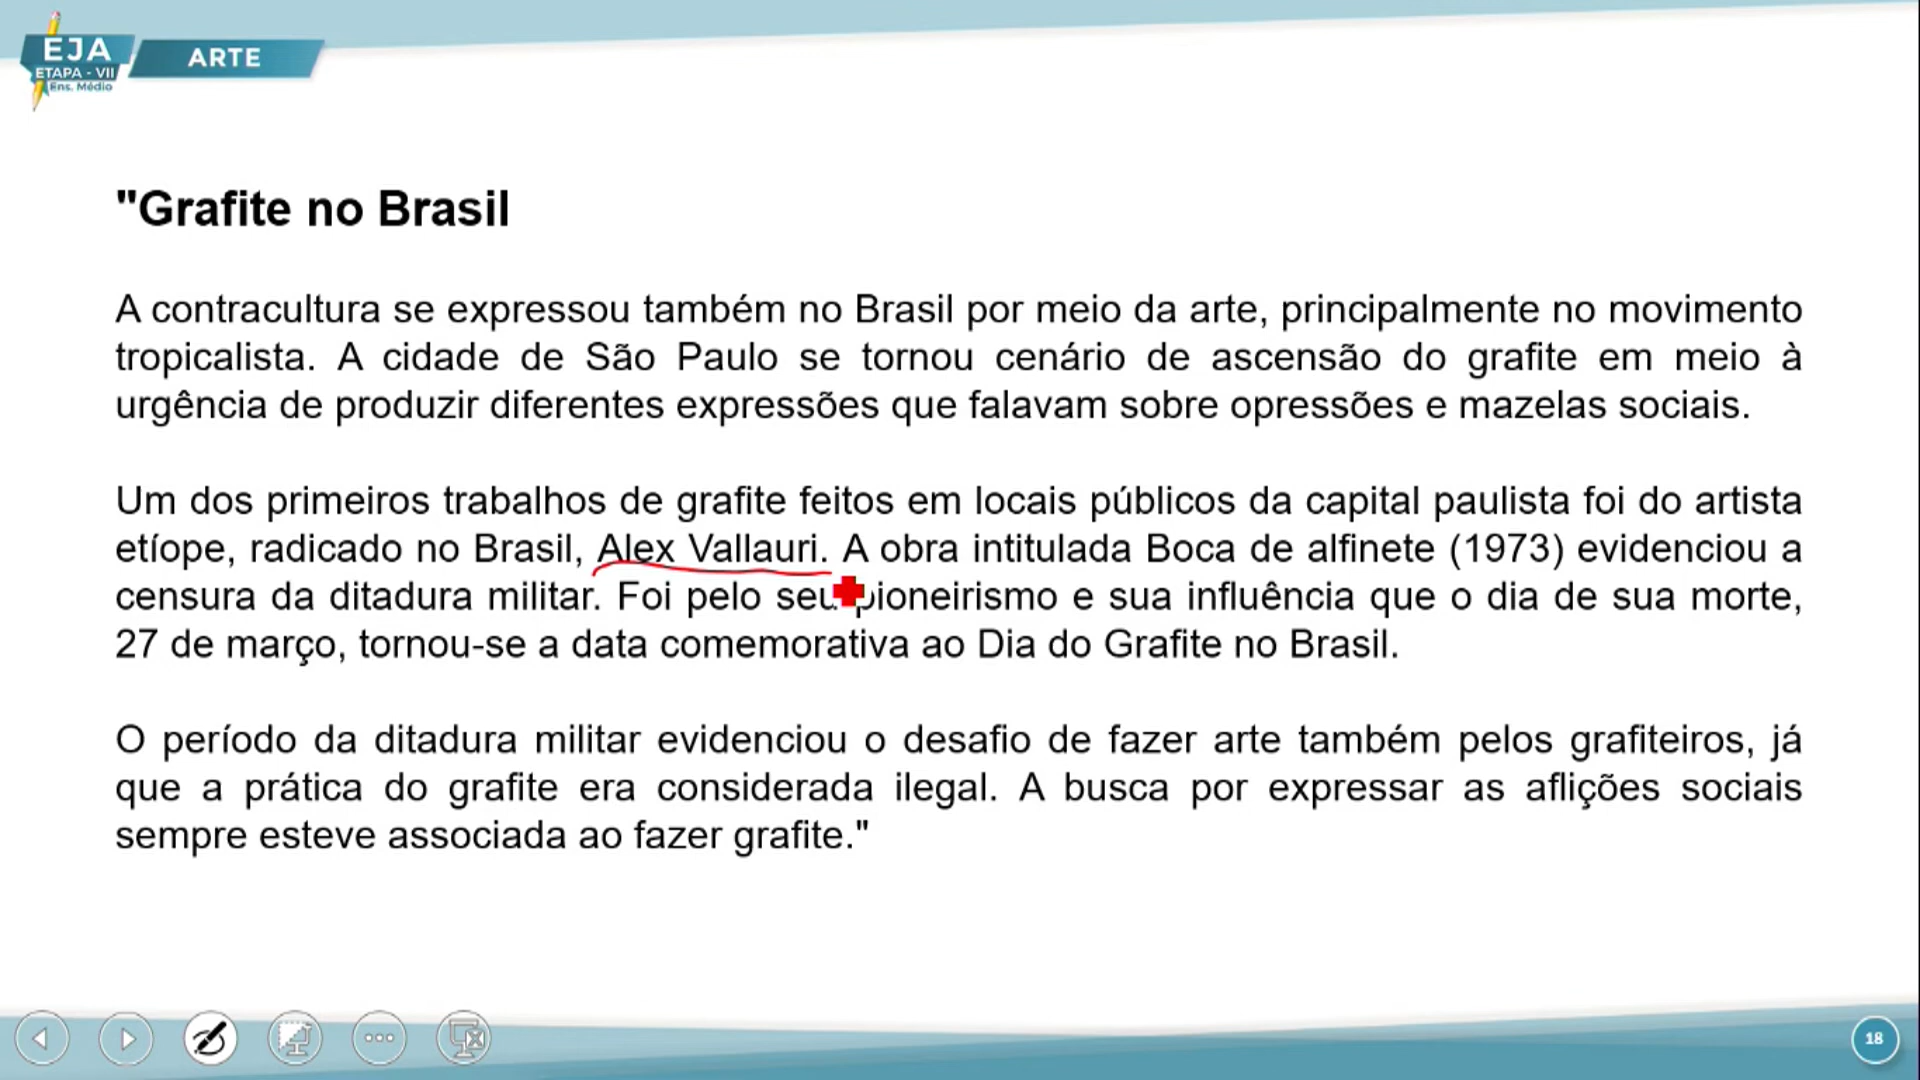 EJA
ETAPA - VII
Ens. Médio
ARTE
"Grafite no Brasil
A contracultura se expressou também no Brasil por meio da arte, principalmente no movimento
tropicalista. A cidade de São Paulo se tornou cenário de ascensão do grafite em meio à
urgência de produzir diferentes expressões que falavam sobre opressões e mazelas sociais.
Um dos primeiros trabalhos de grafite feitos em locais públicos da capital paulista foi do artista
etíope, radicado no Brasil, Alex Vallauri. A obra intitulada Boca de alfinete (1973) evidenciou a
censura da ditadura militar. Foi pelo seu pioneirismo e sua influência que o dia de sua morte,
27 de março, tornou-se a data comemorativa ao Dia do Grafite no Brasil.
O período da ditadura militar evidenciou o desafio de fazer arte também pelos grafiteiros, já
que a prática do grafite era considerada ilegal. A busca por expressar as aflições sociais
sempre esteve associada ao fazer grafite."
18